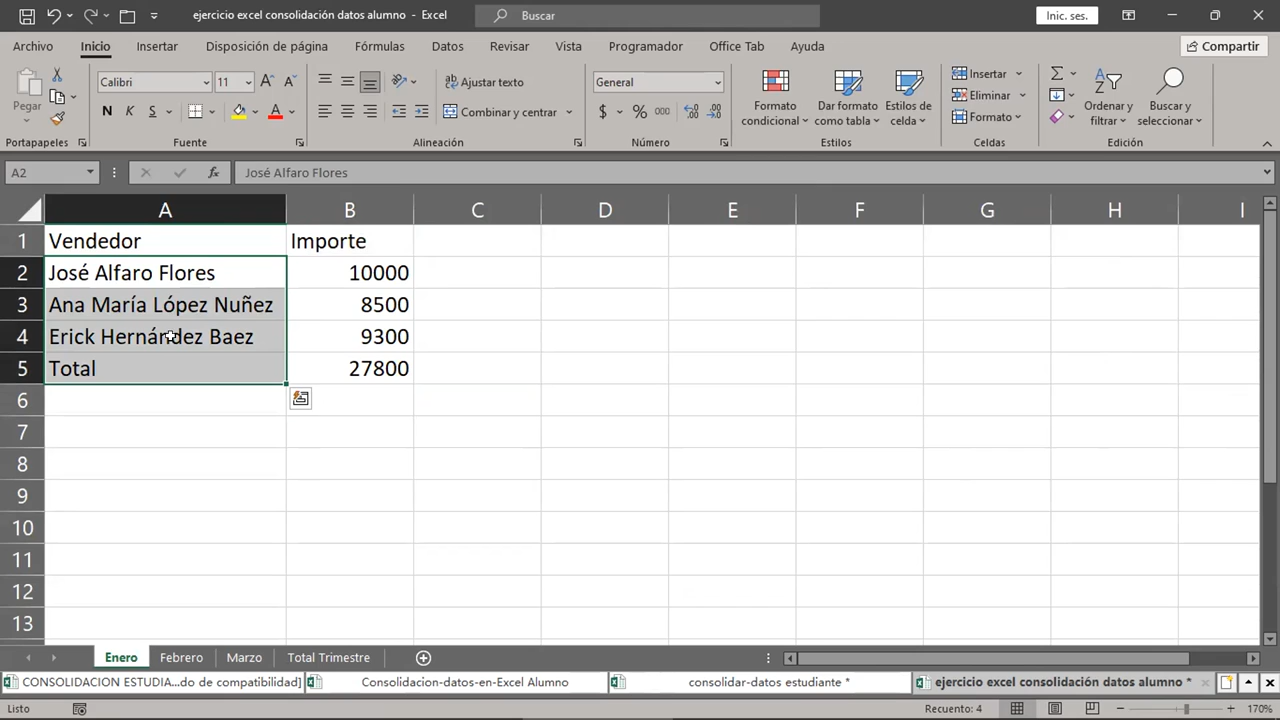 ejercicio excel consolidación datos alumno - Excel
Buscar
Inic. ses.
Archivo
Inicio
Insertar
Disposición de página
Fórmulas
Datos
Revisar
Vista
Programador
Office Tab
Ayuda
Compartir
Pegar
Calibri
11
N K S
Ajustar texto
Combinar y centrar
General
$ % 000
Formato condicional
Dar formato como tabla
Estilos de celda
Insertar
Eliminar
Formato
Ordenar y filtrar
Buscar y seleccionar
Portapapeles
Fuente
Alineación
Número
Estilos
Celdas
Edición
A2
fx
José Alfaro Flores
A B C D E F G H I
1 Vendedor Importe
2 José Alfaro Flores 10000
3 Ana María López Nuñez 8500
4 Erick Hernández Baez 9300
5 Total 27800
6
7
8
9
10
11
12
13
Enero
Febrero
Marzo
Total Trimestre
CONSOLIDACION ESTUDIA...do de compatibilidad]
Consolidacion-datos-en-Excel Alumno
consolidar-datos estudiante *
ejercicio excel consolidación datos alumno *
Listo
Recuento: 4
170%